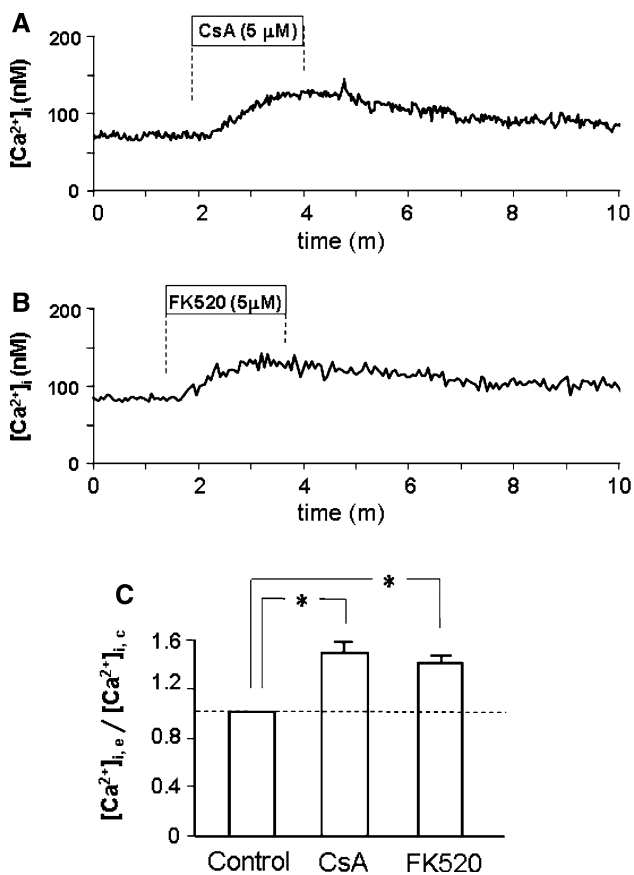 A
CsA (5 µM)
[Ca²⁺]i (nM)
200
100
0
0 2 4 6 8 10
time (m)
B
FK520 (5µM)
[Ca²⁺]i (nM)
200
100
0
0 2 4 6 8 10
time (m)
C
* *
[Ca²⁺]i, e / [Ca²⁺]i, c
1.6
1.2
0.8
0.4
0
Control CsA FK520